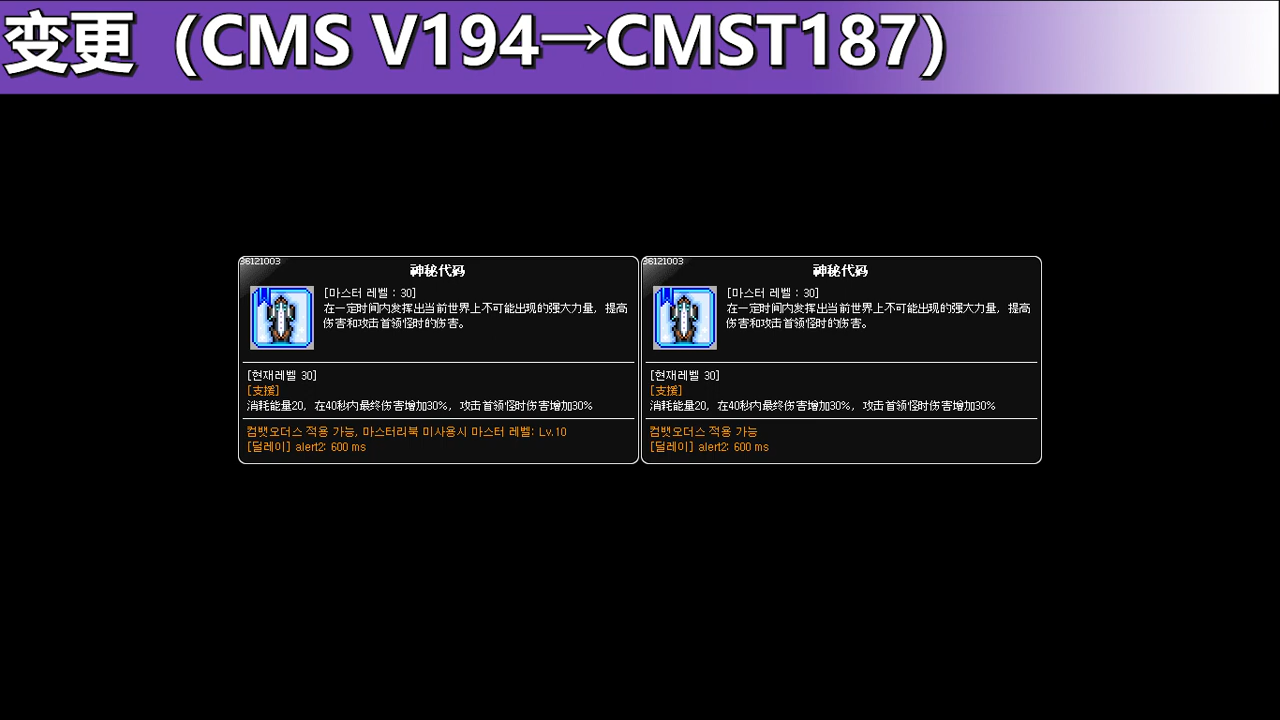 变更（CMS V194→CMST187）
36121003
神秘代码
[마스터 레벨 : 30]
在一定时间内发挥出当前世界上不可能出现的强大力量，提高
伤害和攻击首领怪时的伤害。
[현재레벨 30]
[支援]
消耗能量20，在40秒内最终伤害增加30%，攻击首领怪时伤害增加30%
컴뱃오더스 적용 가능, 마스터리북 미사용시 마스터 레벨: Lv.10
[딜레이] alert2: 600 ms
36121003
神秘代码
[마스터 레벨 : 30]
在一定时间内发挥出当前世界上不可能出现的强大力量，提高
伤害和攻击首领怪时的伤害。
[현재레벨 30]
[支援]
消耗能量20，在40秒内最终伤害增加30%，攻击首领怪时伤害增加30%
컴뱃오더스 적용 가능
[딜레이] alert2: 600 ms